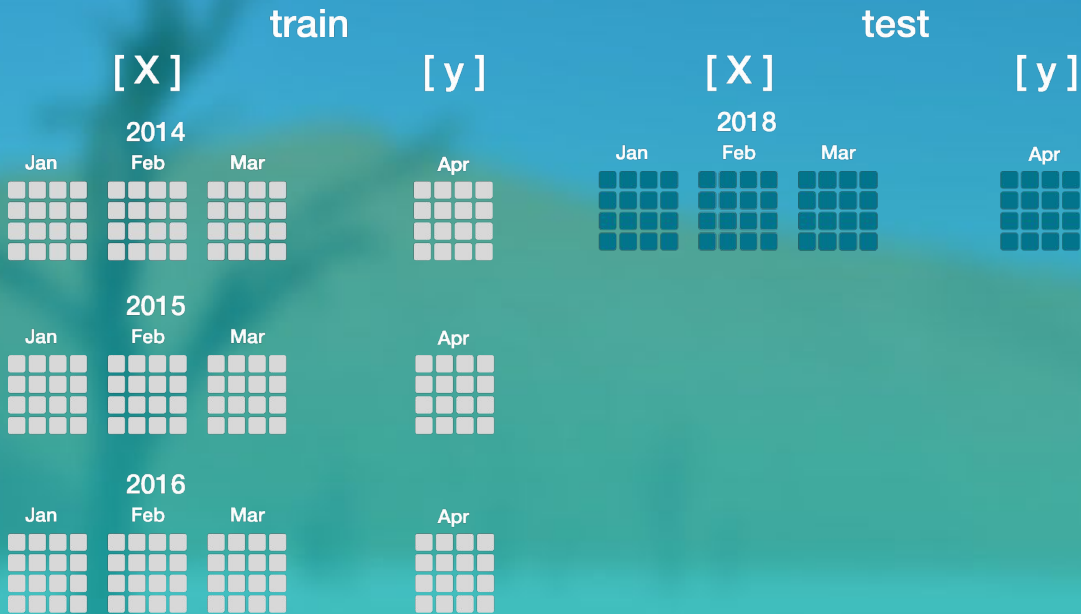 train
test
[ X ]
[ y ]
[ X ]
[ y ]
2014
Jan
Feb
Mar
Apr
2018
Jan
Feb
Mar
Apr
2015
Jan
Feb
Mar
Apr
2016
Jan
Feb
Mar
Apr